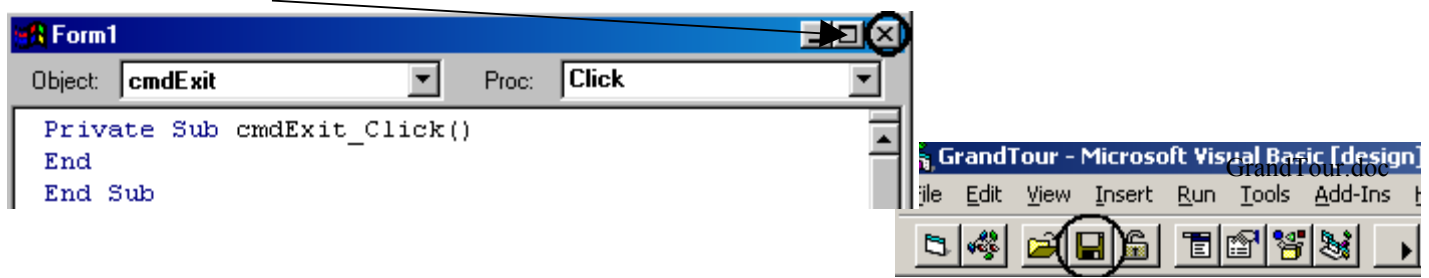 Form1
Object: cmdExit Proc: Click
Private Sub cmdExit_Click()
End
End Sub
GrandTour - Microsoft Visual Basic [design]
GrandTour.doc
File Edit View Insert Run Tools Add-Ins